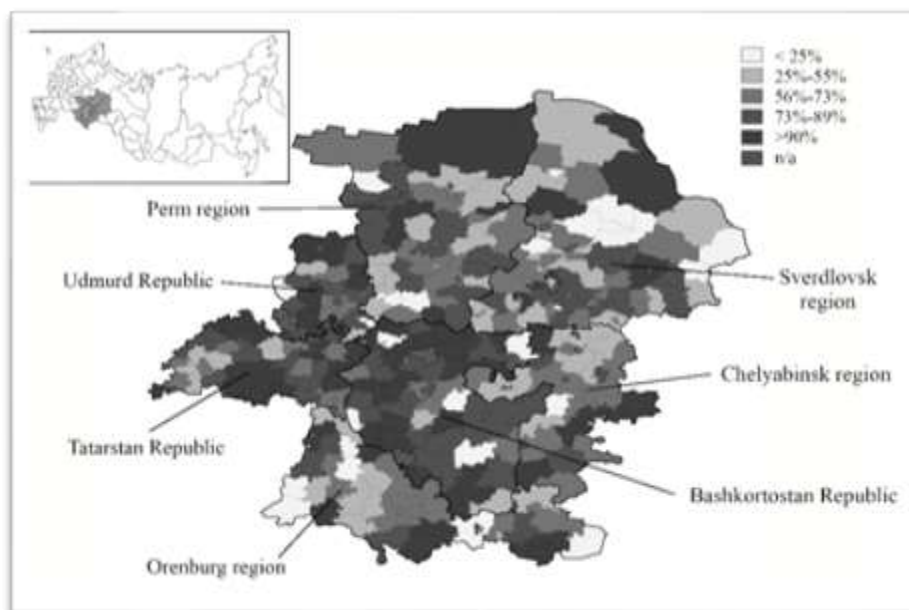 < 25%
25%-55%
56%-73%
73%-89%
>90%
n/a
Perm region
Udmurd Republic
Sverdlovsk
region
Chelyabinsk region
Tatarstan Republic
Bashkortostan Republic
Orenburg region